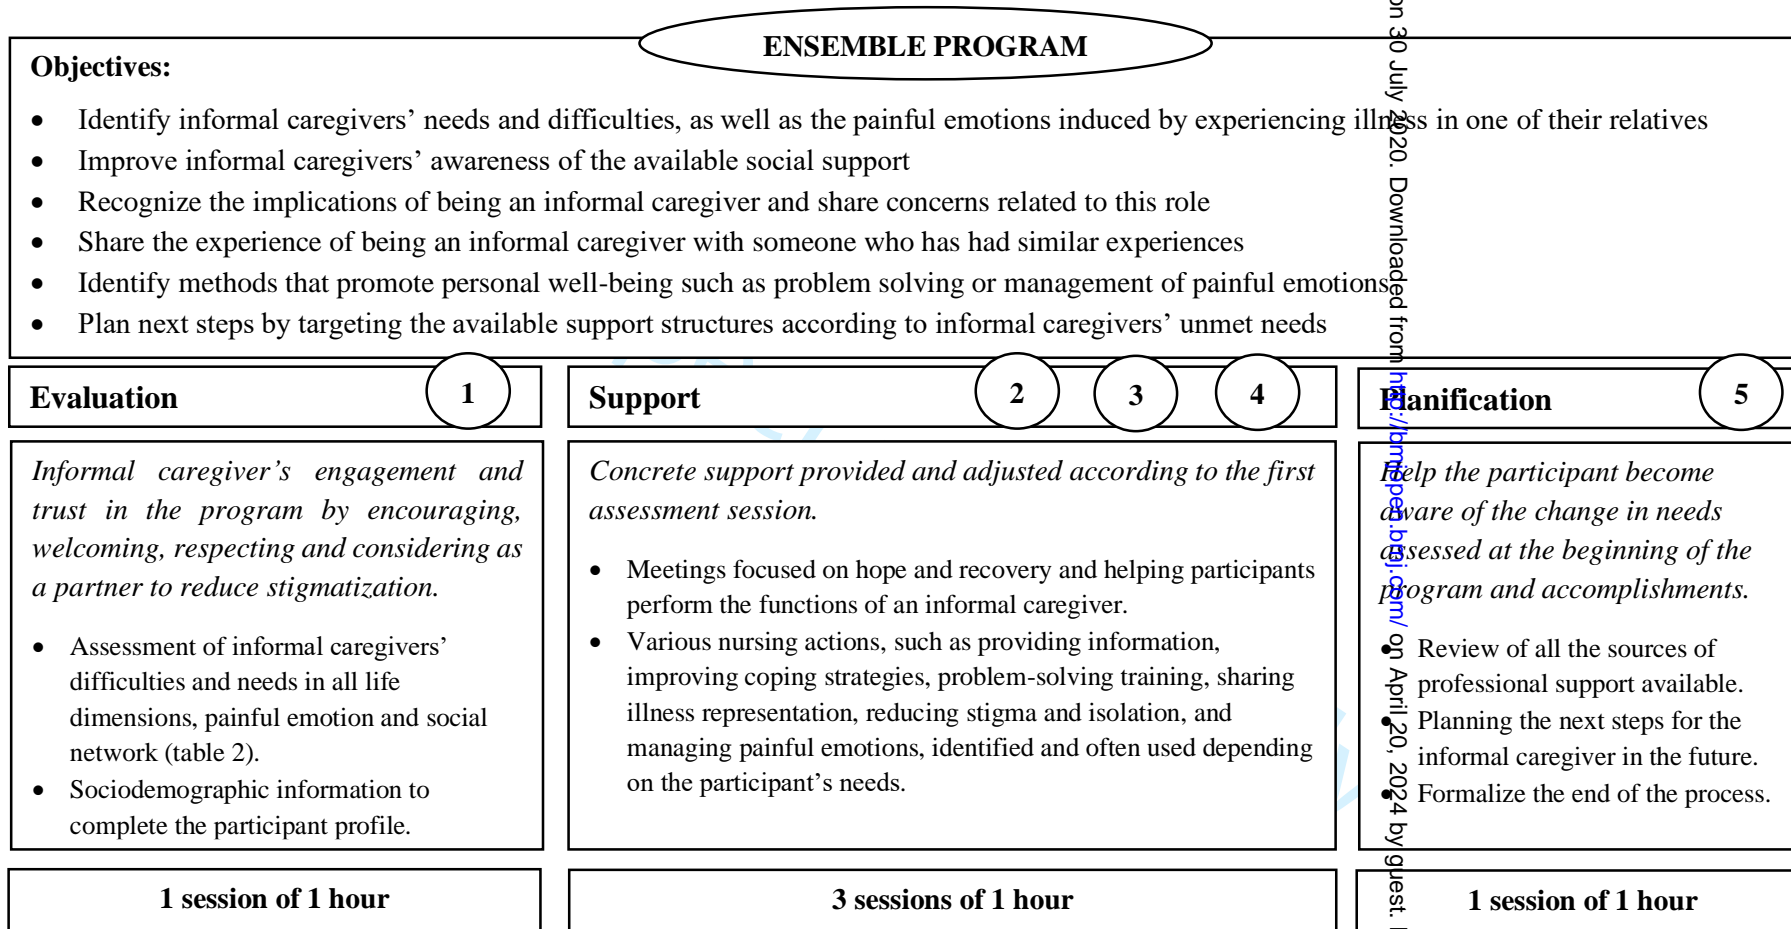 ENSEMBLE PROGRAM
Objectives:
• Identify informal caregivers’ needs and difficulties, as well as the painful emotions induced by experiencing illness in one of their relatives
• Improve informal caregivers’ awareness of the available social support
• Recognize the implications of being an informal caregiver and share concerns related to this role
• Share the experience of being an informal caregiver with someone who has had similar experiences
• Identify methods that promote personal well-being such as problem solving or management of painful emotions
• Plan next steps by targeting the available support structures according to informal caregivers’ unmet needs
Evaluation 1
Informal caregiver’s engagement and
trust in the program by encouraging,
welcoming, respecting and considering as
a partner to reduce stigmatization.
• Assessment of informal caregivers’
difficulties and needs in all life
dimensions, painful emotion and social
network (table 2).
• Sociodemographic information to
complete the participant profile.
1 session of 1 hour
Support 2 3 4
Concrete support provided and adjusted according to the first
assessment session.
• Meetings focused on hope and recovery and helping participants
perform the functions of an informal caregiver.
• Various nursing actions, such as providing information,
improving coping strategies, problem-solving training, sharing
illness representation, reducing stigma and isolation, and
managing painful emotions, identified and often used depending
on the participant’s needs.
3 sessions of 1 hour
Planification 5
Help the participant become
aware of the change in needs
assessed at the beginning of the
program and accomplishments.
• Review of all the sources of
professional support available.
• Planning the next steps for the
informal caregiver in the future.
• Formalize the end of the process.
1 session of 1 hour
on 30 July 2020. Downloaded from http://bmjopen.bmj.com/ on April 20, 2024 by guest.